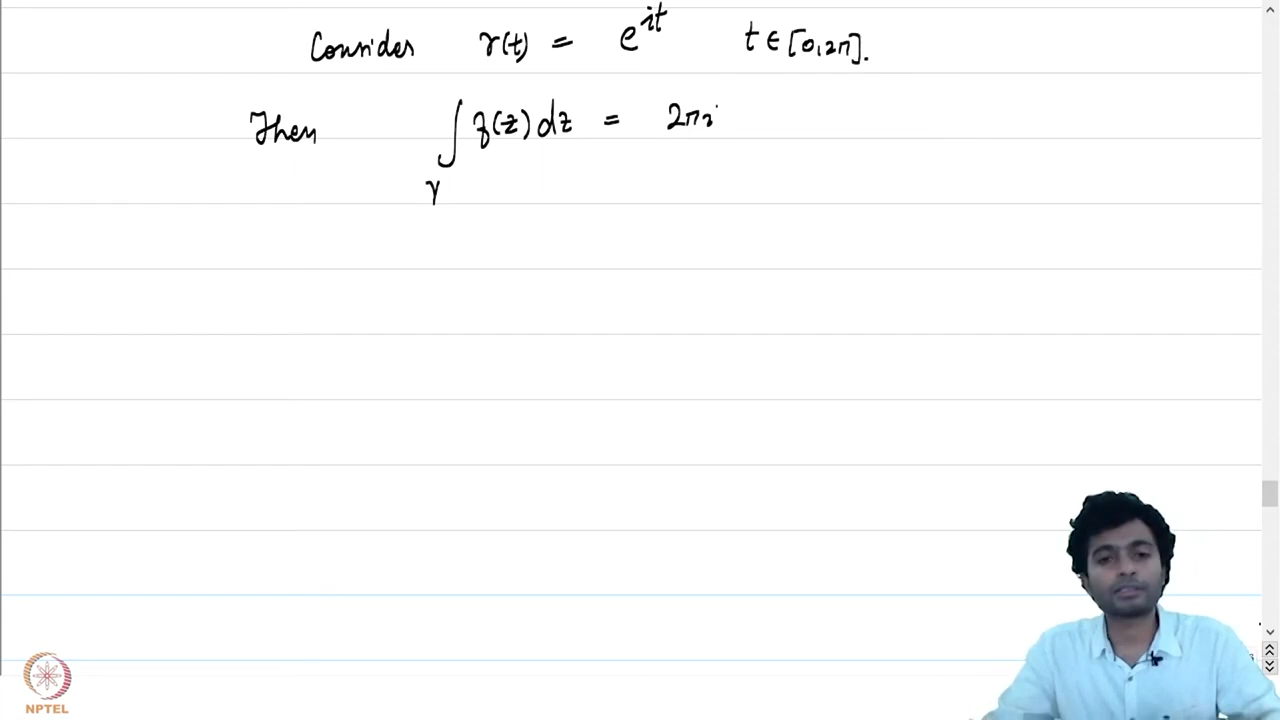 Consider γ(t) = e^{it} t ∈ [0,2π].
Then ∫_γ f(z) dz = 2πi
NPTEL